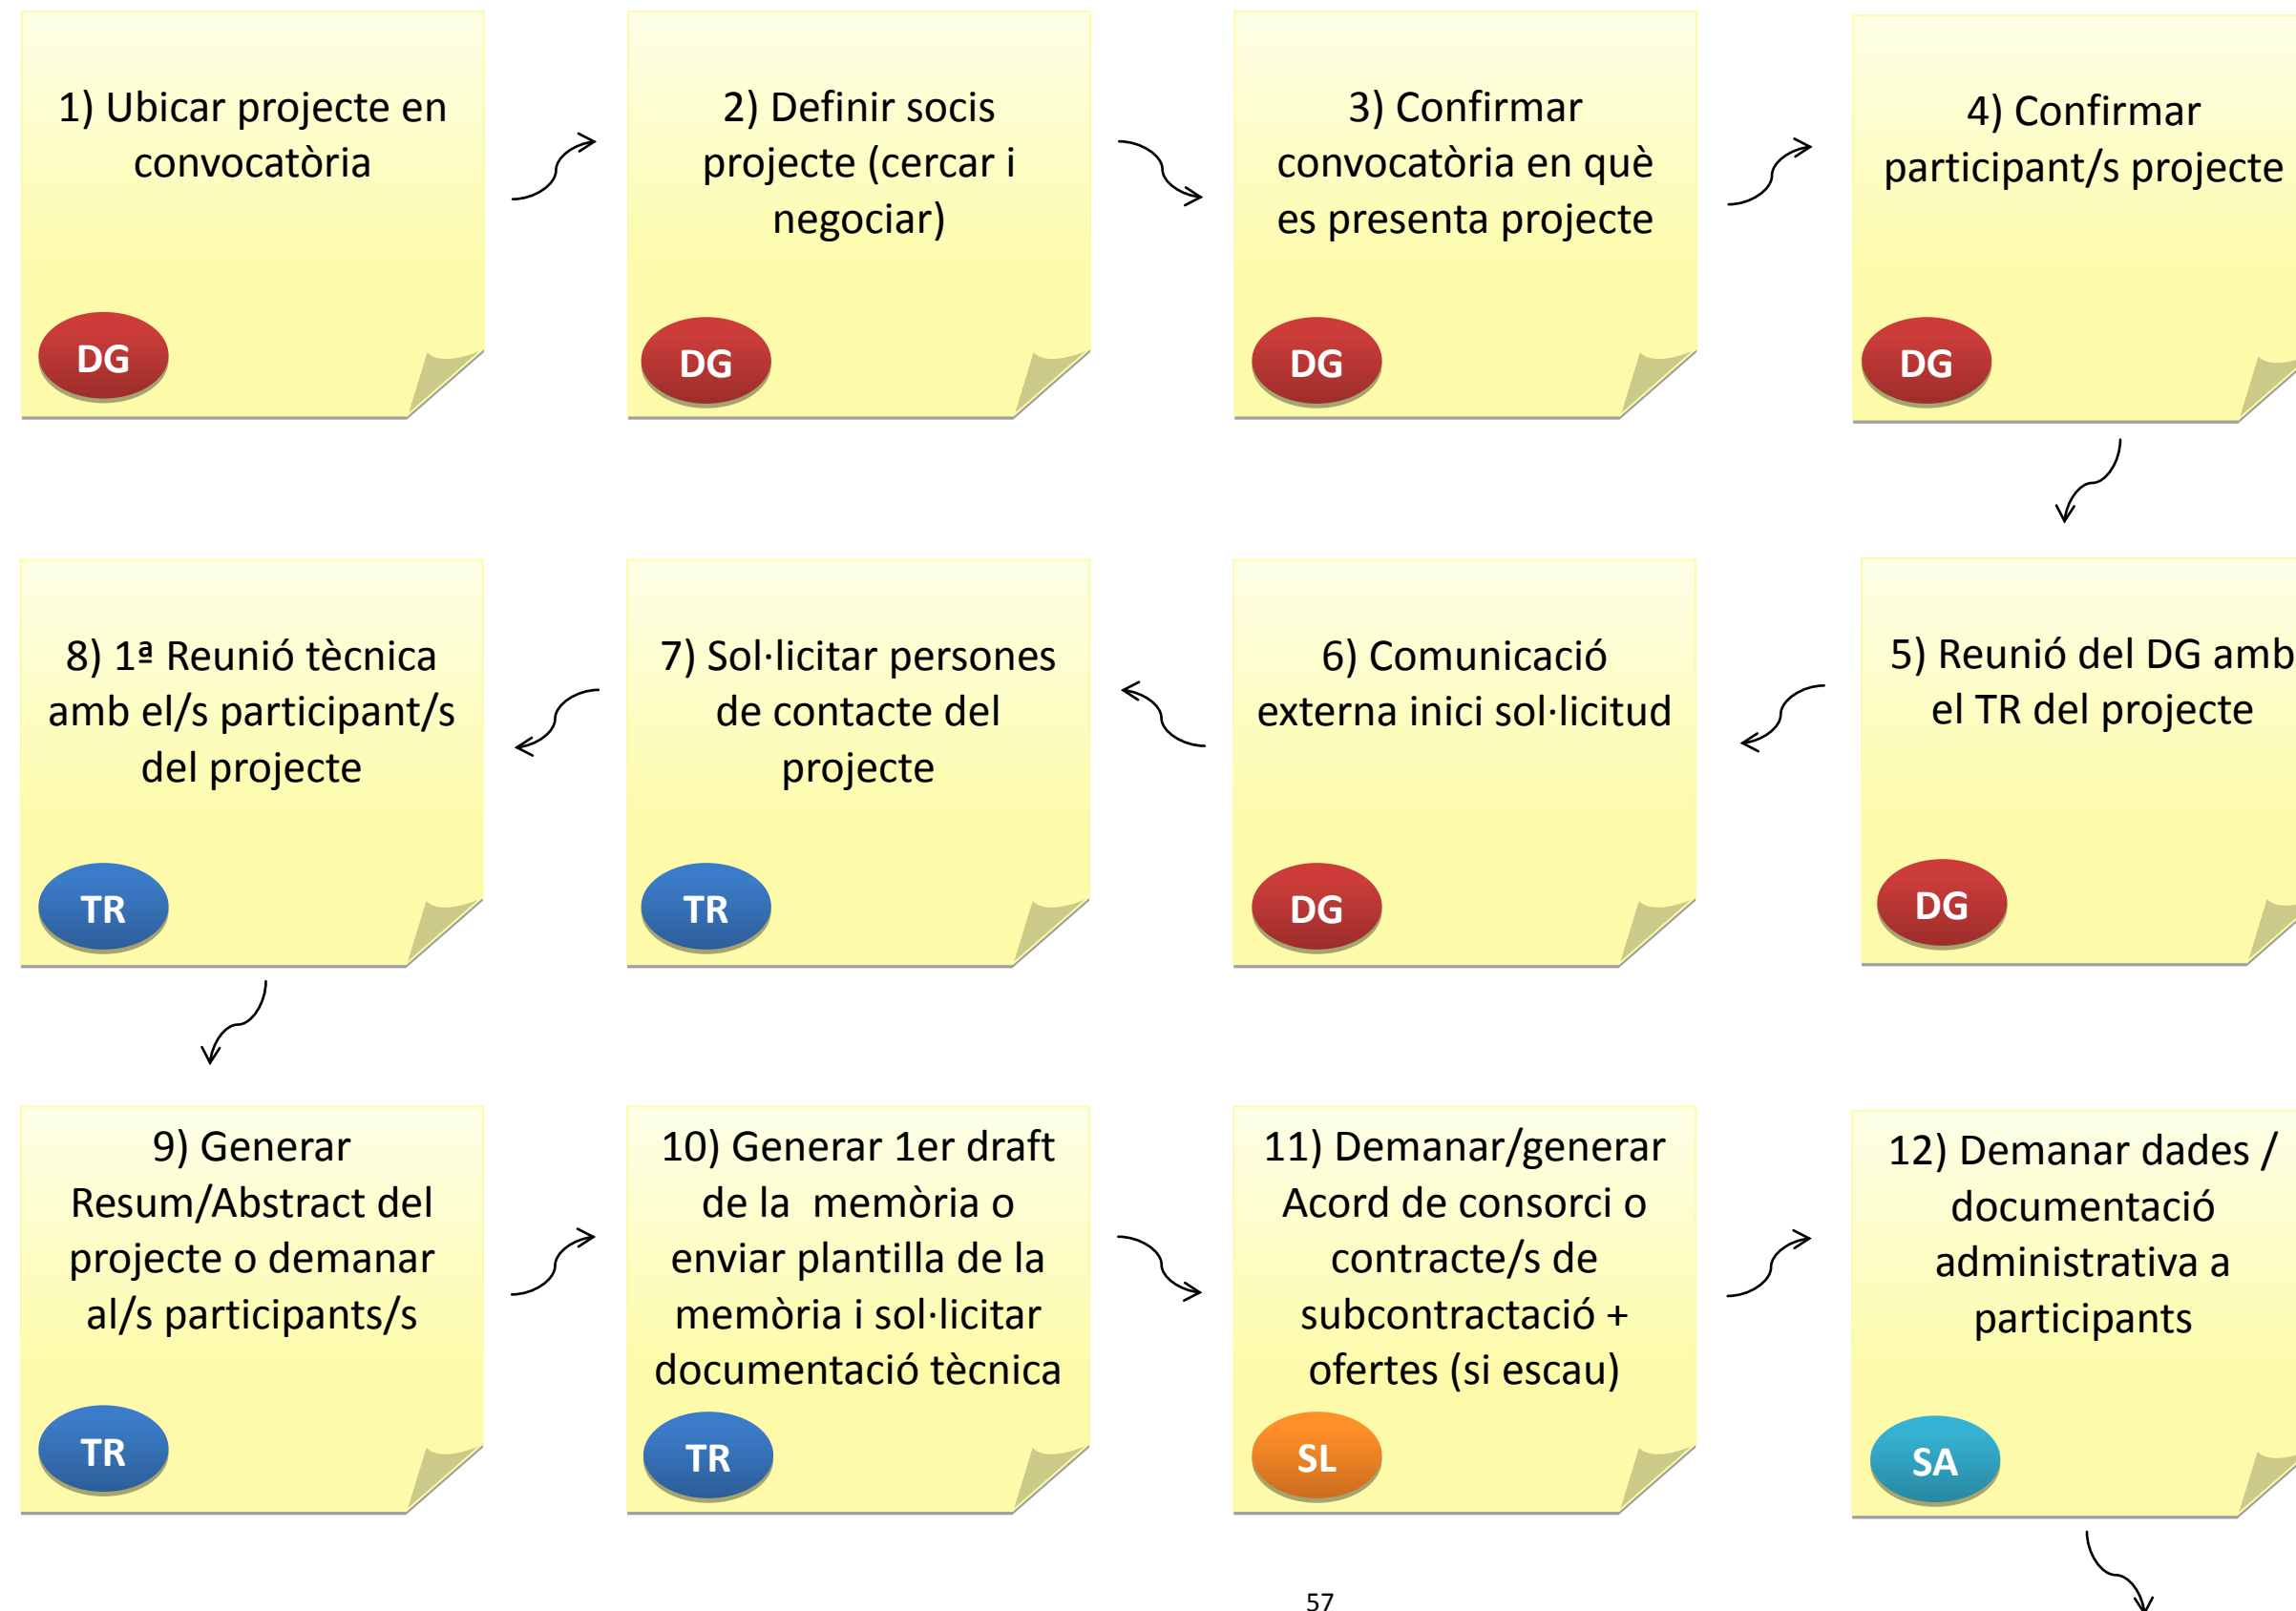 1) Ubicar projecte en
convocatòria
DG
2) Definir socis
projecte (cercar i
negociar)
DG
3) Confirmar
convocatòria en què
es presenta projecte
DG
4) Confirmar
participant/s projecte
DG
5) Reunió del DG amb
el TR del projecte
DG
6) Comunicació
externa inici sol·licitud
DG
7) Sol·licitar persones
de contacte del
projecte
TR
8) 1ª Reunió tècnica
amb el/s participant/s
del projecte
TR
9) Generar
Resum/Abstract del
projecte o demanar
al/s participants/s
TR
10) Generar 1er draft
de la memòria o
enviar plantilla de la
memòria i sol·licitar
documentació tècnica
TR
11) Demanar/generar
Acord de consorci o
contracte/s de
subcontractació +
ofertes (si escau)
SL
12) Demanar dades /
documentació
administrativa a
participants
SA
57